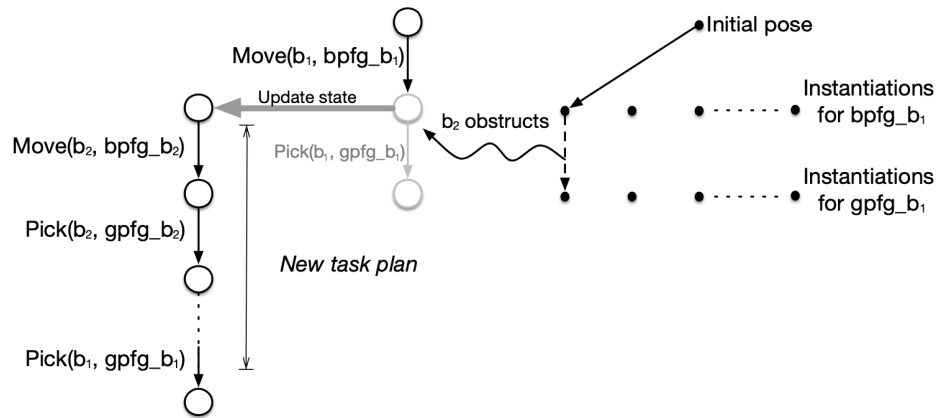 Initial pose
Move(b₁, bpfg_b₁)
Update state
Instantiations
for bpfg_b₁
b₂ obstructs
Move(b₂, bpfg_b₂)
Pick(b₁, gpfg_b₁)
Instantiations
for gpfg_b₁
Pick(b₂, gpfg_b₂)
New task plan
Pick(b₁, gpfg_b₁)